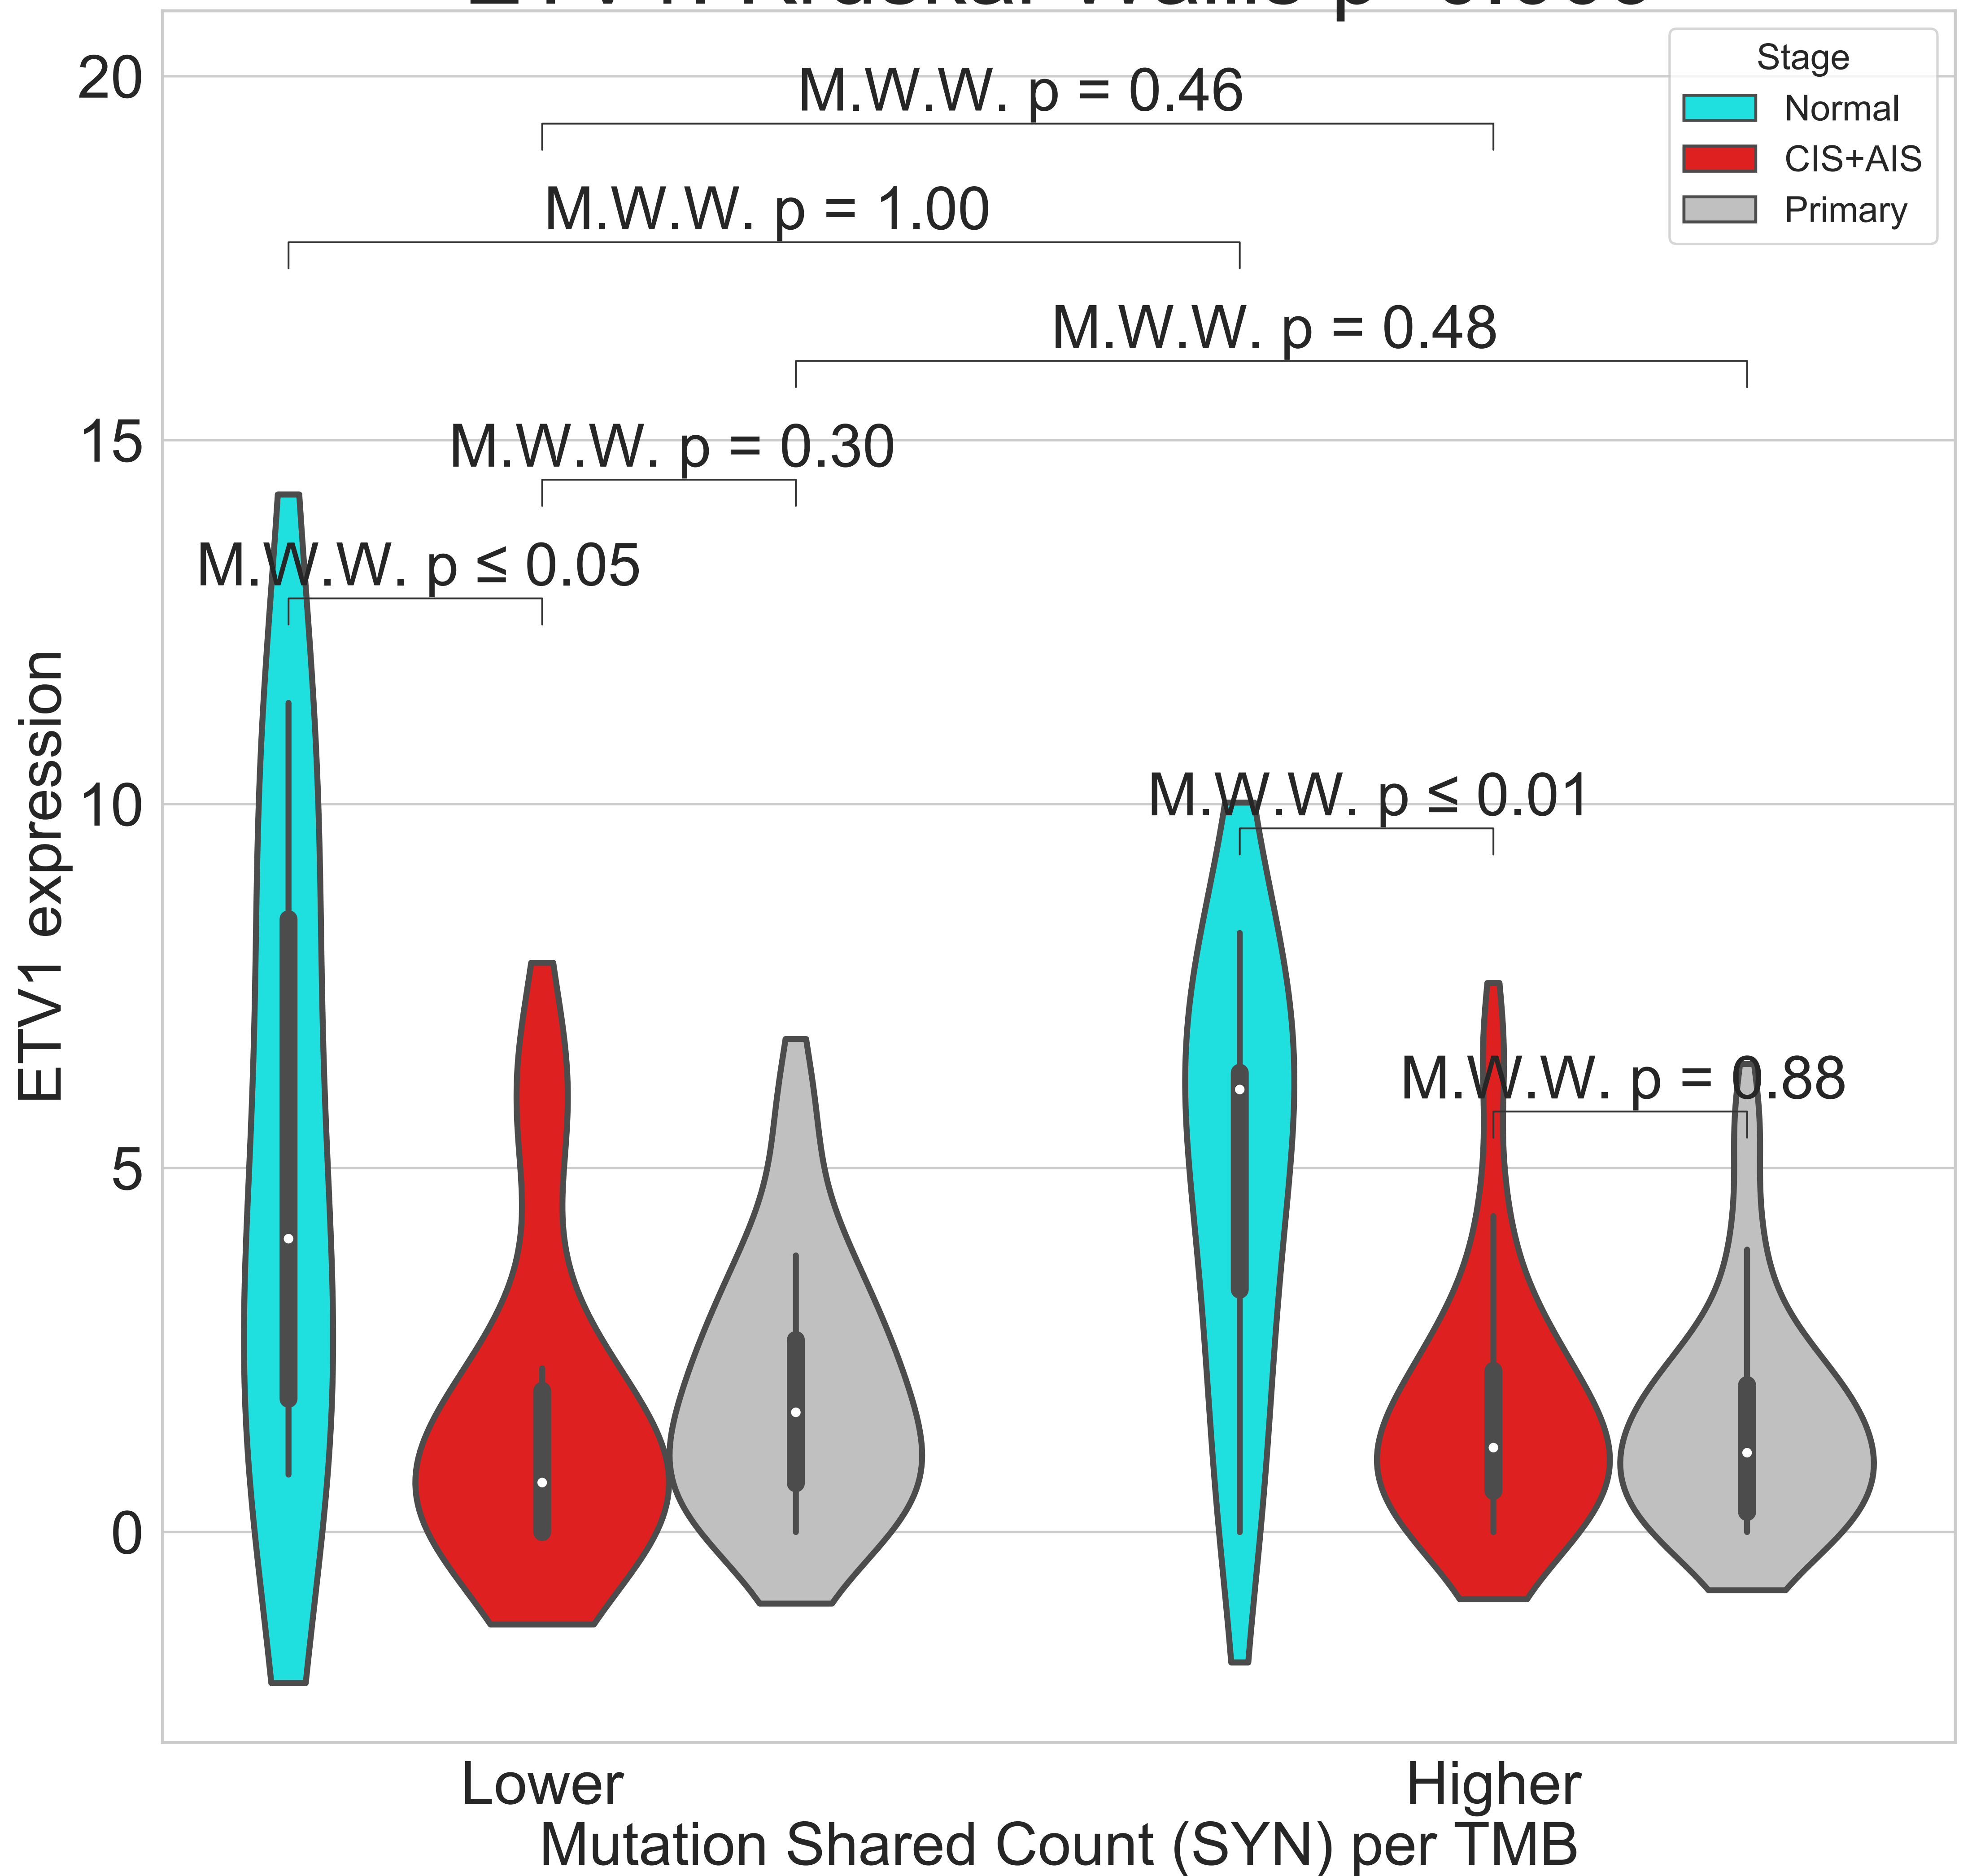 20
15
10
5
0
ETV1 expression
Stage
Normal
CIS+AIS
Primary
M.W.W. p = 0.46
M.W.W. p = 1.00
M.W.W. p = 0.48
M.W.W. p = 0.30
M.W.W. p ≤ 0.05
M.W.W. p ≤ 0.01
M.W.W. p = 0.88
Lower
Higher
Mutation Shared Count (SYN) per TMB